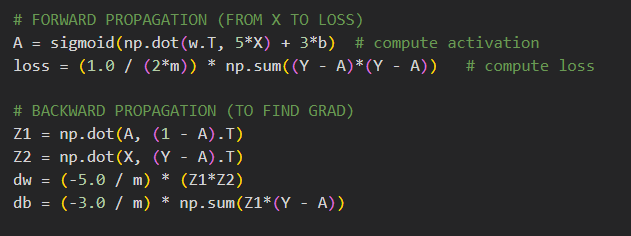 # FORWARD PROPAGATION (FROM X TO LOSS)
A = sigmoid(np.dot(w.T, 5*X) + 3*b)  # compute activation
loss = (1.0 / (2*m)) * np.sum((Y - A)*(Y - A))   # compute loss
# BACKWARD PROPAGATION (TO FIND GRAD)
Z1 = np.dot(A, (1 - A).T)
Z2 = np.dot(X, (Y - A).T)
dw = (-5.0 / m) * (Z1*Z2)
db = (-3.0 / m) * np.sum(Z1*(Y - A))